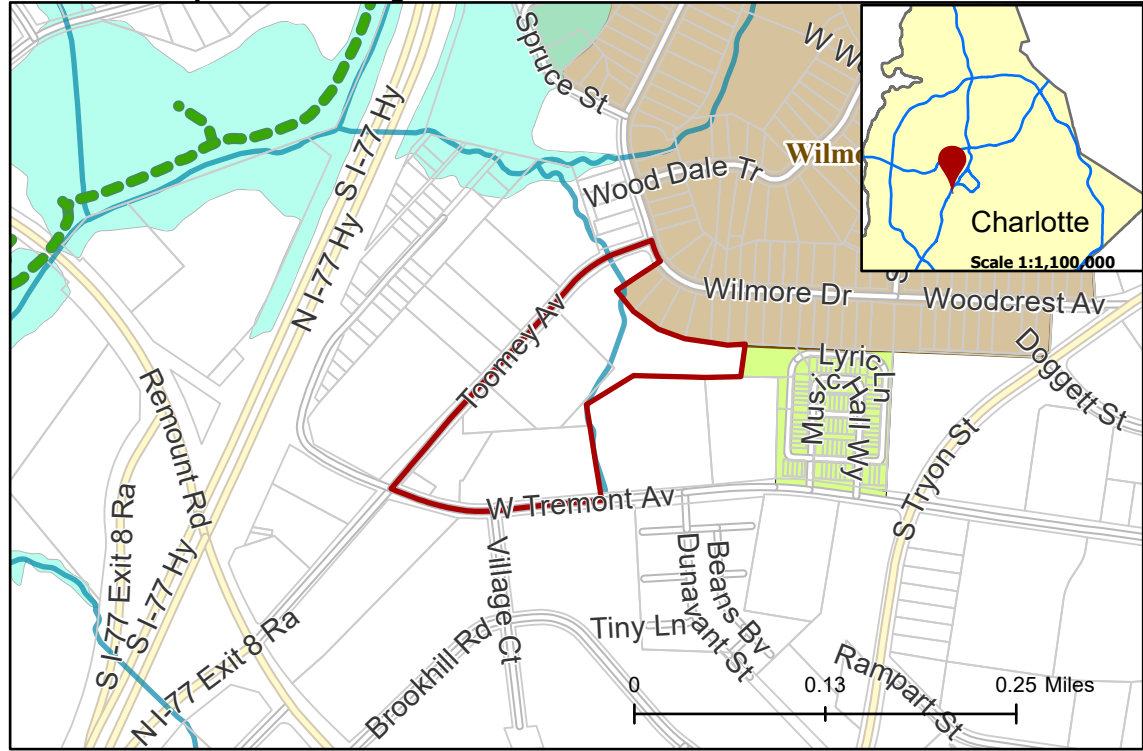 Spruce St
W W
Wilm
Charlotte
Scale 1:1,100,000
S I-77 Hy
N I-77 Hy
Wood Dale Tr
Wilmore Dr
Woodcrest Av
Toomey Av
Doggett St
Lyric Ln
Music Hall Wy
Remount Rd
S Tryon St
W Tremont Av
S I-77 Exit 8 Ra
S I-77 Hy
N I-77 Exit 8 Ra
Village Ct
Brookhill Rd
Tiny Ln
Dunavant St
Beans Bv
Rampart St
0
0.13
0.25 Miles